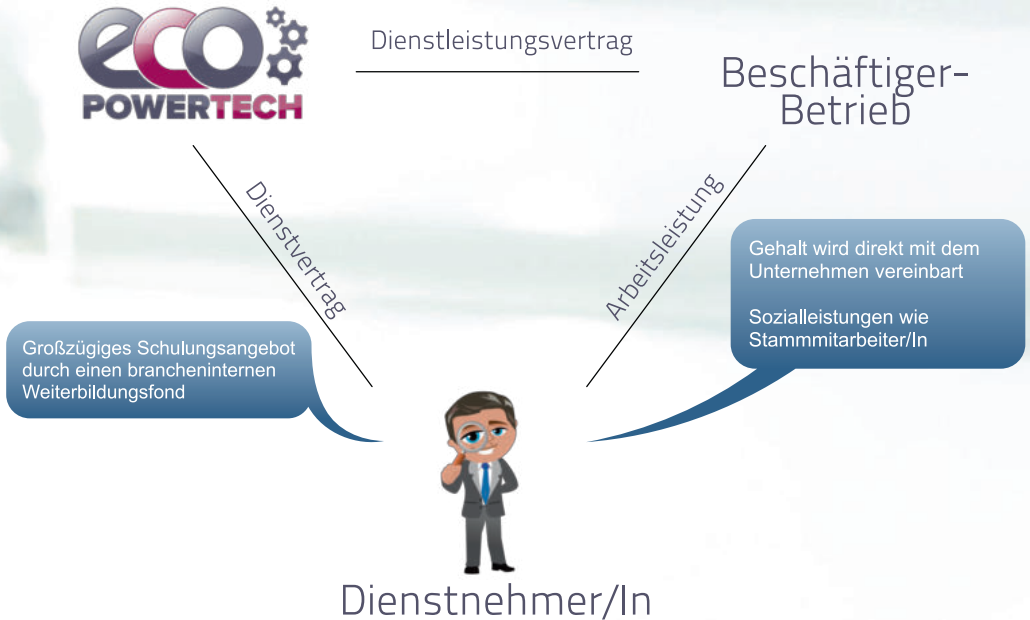 eco
POWERTECH
Dienstleistungsvertrag
Beschäftiger-
Betrieb
Dienstvertrag
Arbeitsleistung
Gehalt wird direkt mit dem
Unternehmen vereinbart
Sozialleistungen wie
Stammmitarbeiter/In
Großzügiges Schulungsangebot
durch einen brancheninternen
Weiterbildungsfond
Dienstnehmer/In